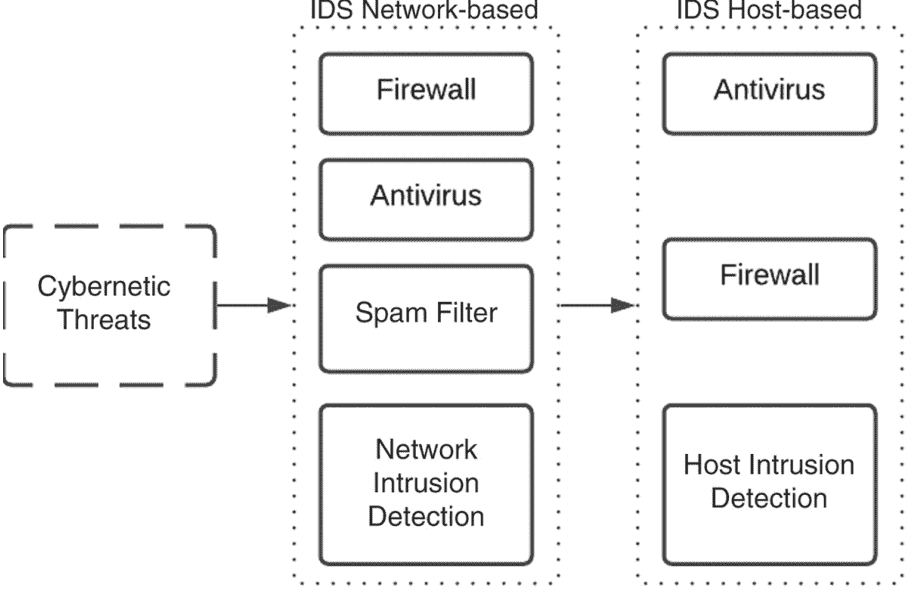 IDS Network-based
IDS Host-based
Firewall
Antivirus
Spam Filter
Network
Intrusion
Detection
Antivirus
Firewall
Host Intrusion
Detection
Cybernetic
Threats